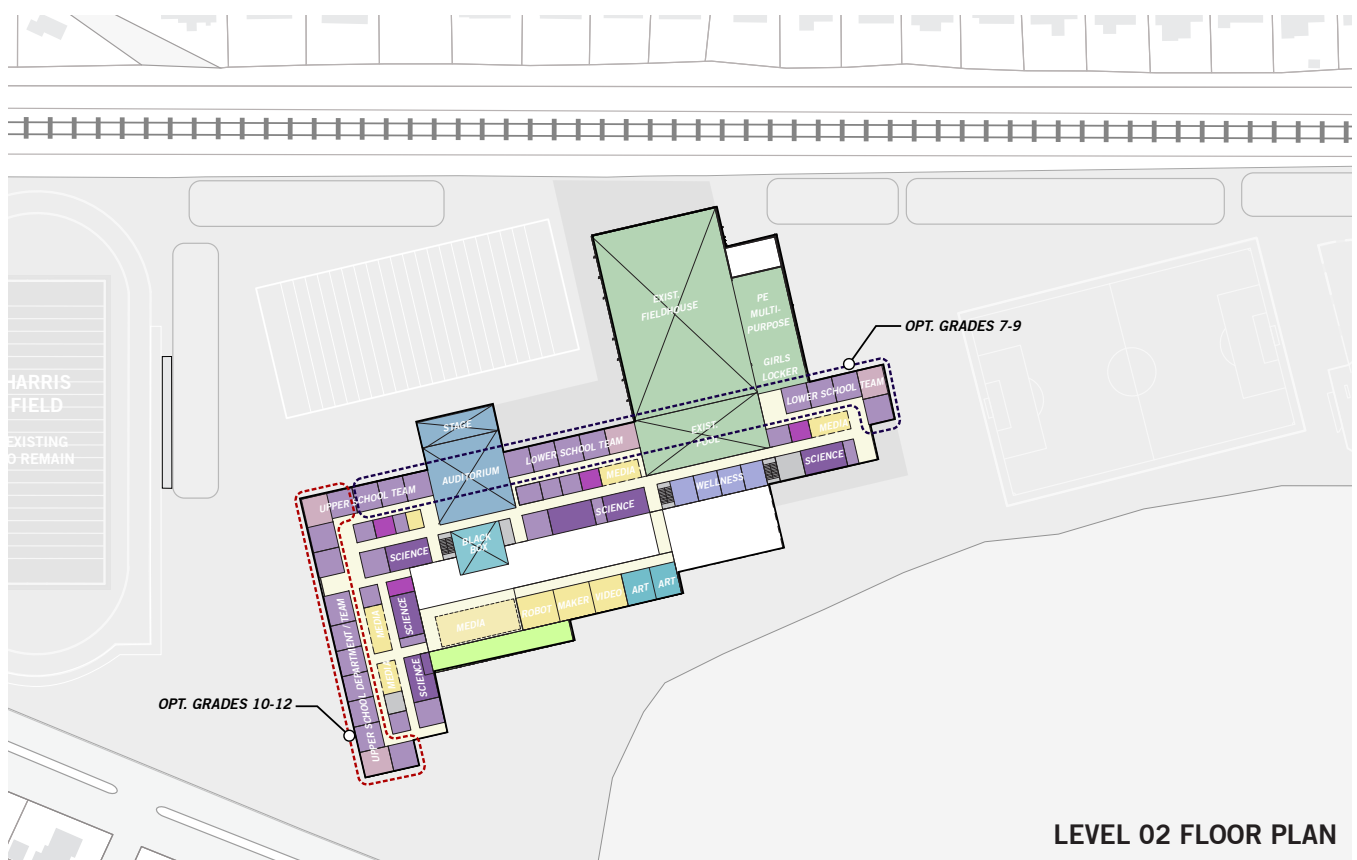 EXIST.
FIELDHOUSE
PE
MULTI-
PURPOSE
OPT. GRADES 7-9
GIRLS
LOCKER
HARRIS
FIELD
EXISTING
O REMAIN
LOWER SCHOOL TEAM
STAGE
EXIST.
MEDIA
LOWER SCHOOL TEAM
AUDITORIUM
MEDIA
SCIENCE
WELLNESS
UPPER SCHOOL TEAM
SCIENCE
BLACK
BOX
SCIENCE
ART
ART
VIDEO
MAKER
ROBOT
MEDIA
SCIENCE
MEDIA
UPPER SCHOOL DEPARTMENT / TEAM
MEDIA
SCIENCE
OPT. GRADES 10-12
LEVEL 02 FLOOR PLAN